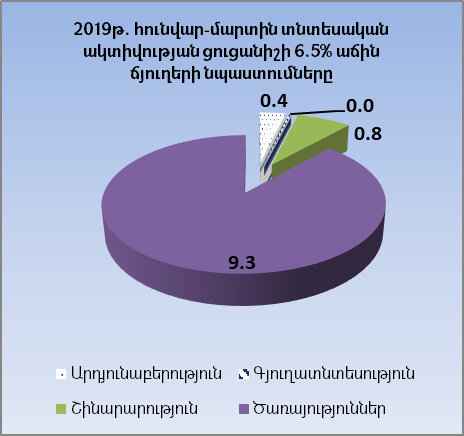 2019թ. հունվար-մարտին տնտեսական
ակտիվության ցուցանիշի 6.5% աճին
ճյուղերի նպաստումները
0.4
0.0
0.8
9.3
Արդյունաբերություն
Գյուղատնտեսություն
Շինարարություն
Ծառայություններ